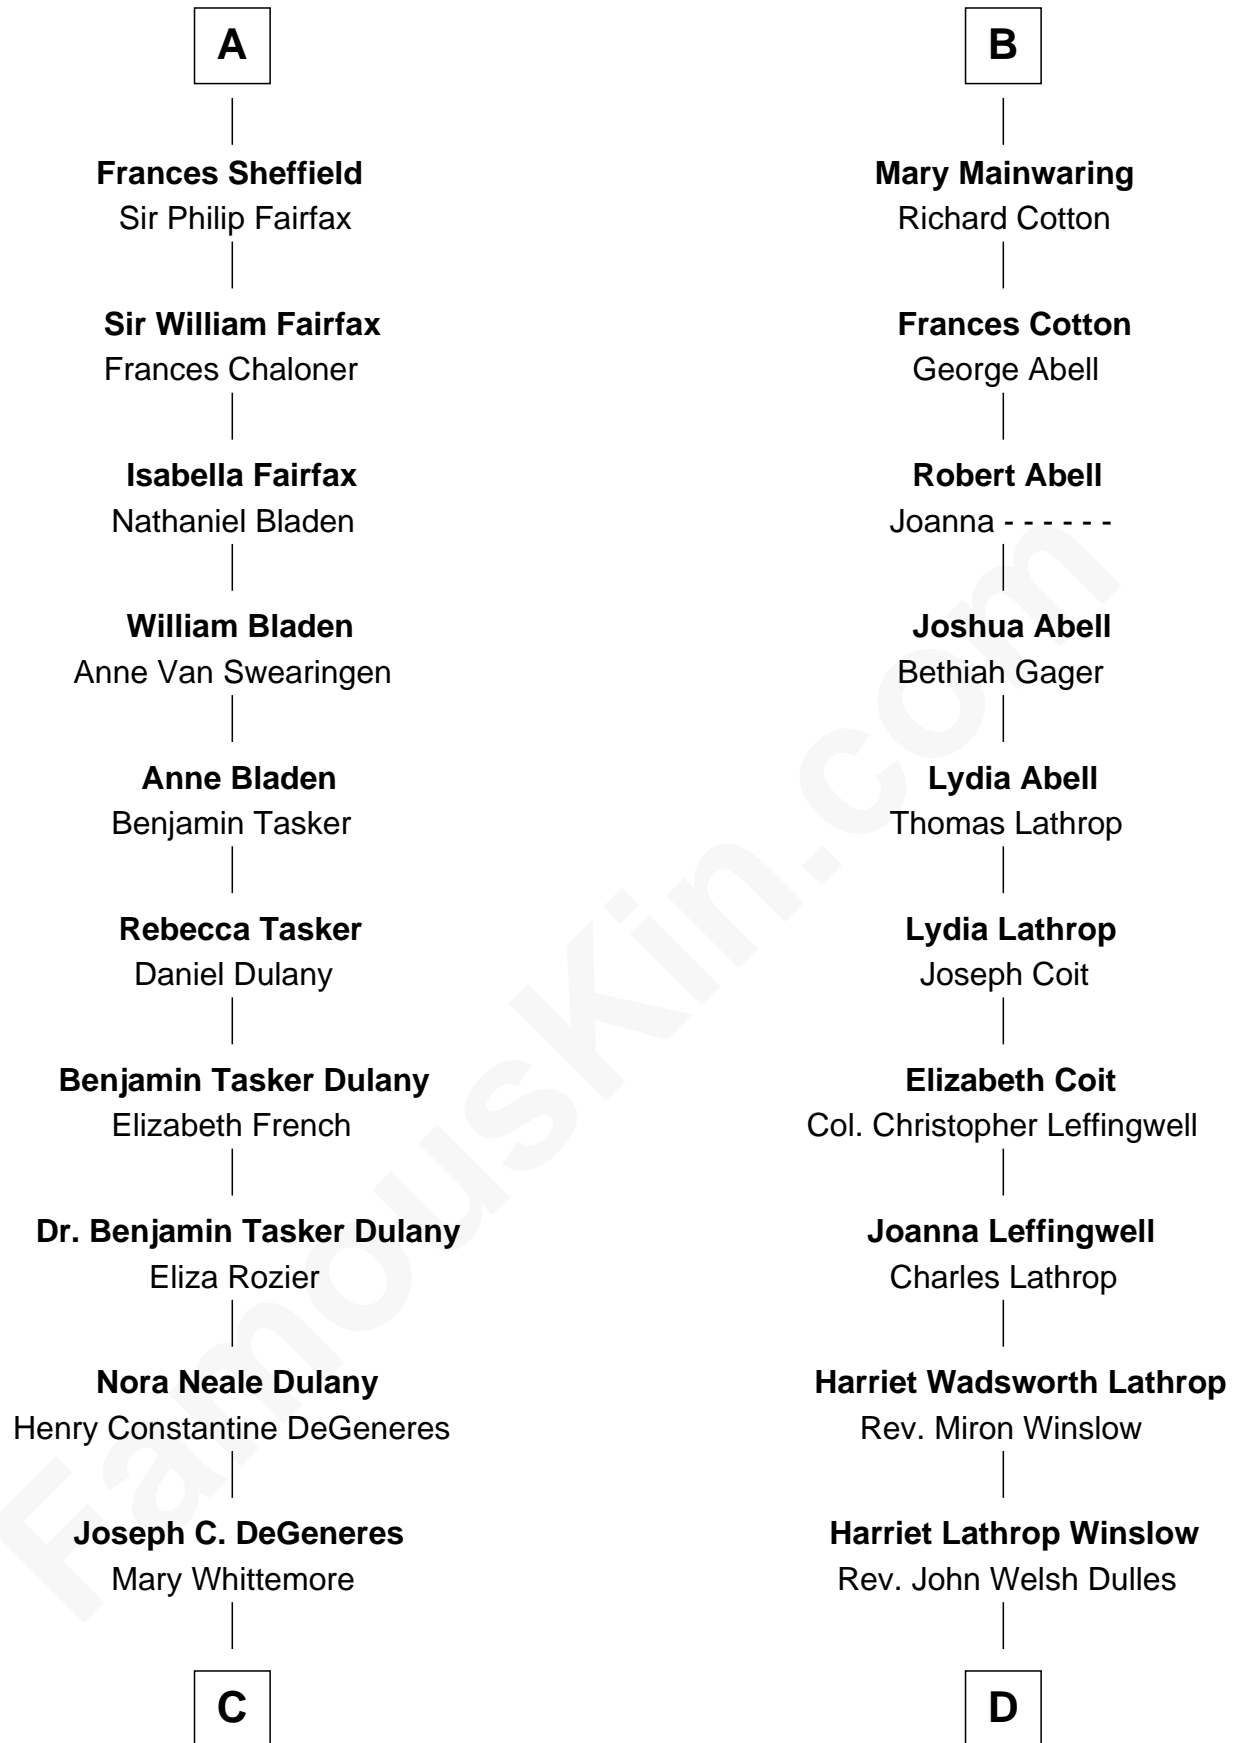 A
Frances Sheffield
Sir Philip Fairfax
Sir William Fairfax
Frances Chaloner
Isabella Fairfax
Nathaniel Bladen
William Bladen
Anne Van Swearingen
Anne Bladen
Benjamin Tasker
Rebecca Tasker
Daniel Dulany
Benjamin Tasker Dulany
Elizabeth French
Dr. Benjamin Tasker Dulany
Eliza Rozier
Nora Neale Dulany
Henry Constantine DeGeneres
Joseph C. DeGeneres
Mary Whittemore
C
B
Mary Mainwaring
Richard Cotton
Frances Cotton
George Abell
Robert Abell
Joanna - - - - - -
Joshua Abell
Bethiah Gager
Lydia Abell
Thomas Lathrop
Lydia Lathrop
Joseph Coit
Elizabeth Coit
Col. Christopher Leffingwell
Joanna Leffingwell
Charles Lathrop
Harriet Wadsworth Lathrop
Rev. Miron Winslow
Harriet Lathrop Winslow
Rev. John Welsh Dulles
D
FamousKin.com